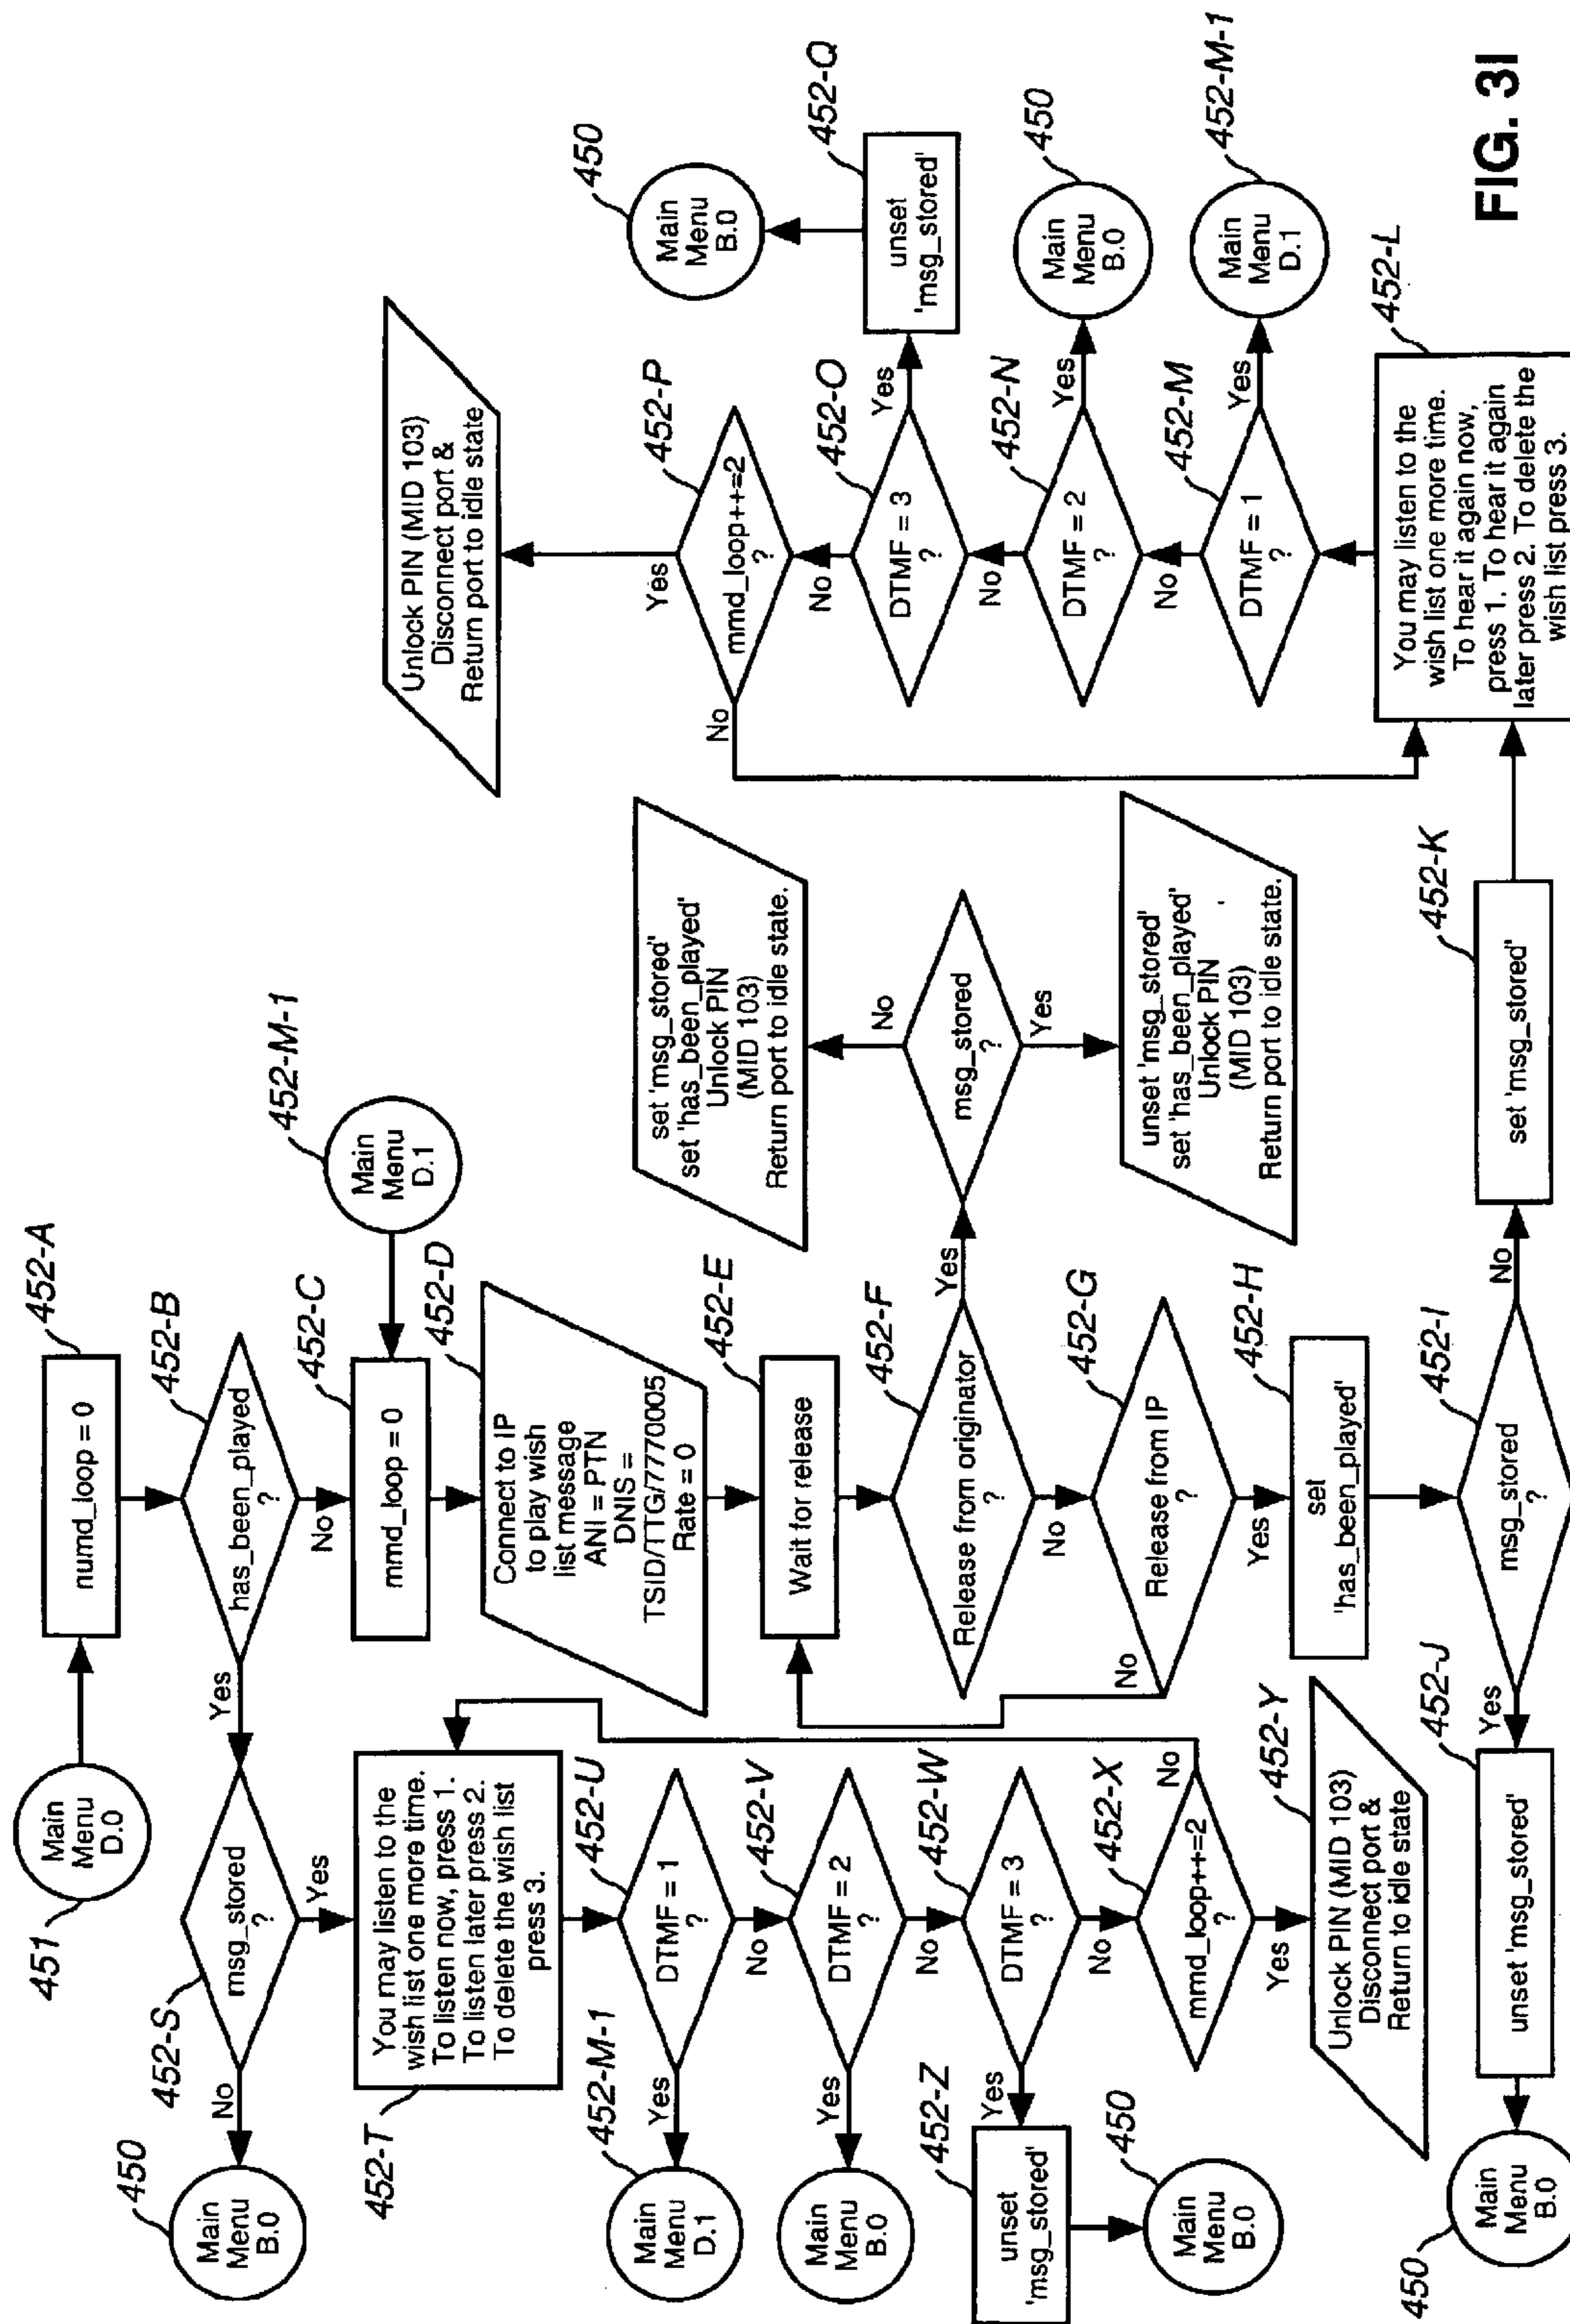 Main
Menu
D.0
451
numd_loop = 0
452-A
has_been_played
?
452-B
Yes
No
msg_stored
?
452-S
No
Yes
450
Main
Menu
B.0
mmd_loop = 0
452-C
Main
Menu
D.1
452-M-1
Connect to IP
to play wish
list message
ANI = PTN
DNIS =
TSID/TTG/7770005
Rate = 0
452-D
Wait for release
452-E
Release from originator
?
452-F
Yes
No
msg_stored
?
No
Yes
set 'msg_stored'
set 'has_been_played'
Unlock PIN
(MID 103)
Return port to idle state.
unset 'msg_stored'
set 'has_been_played'
Unlock PIN
(MID 103)
Return port to idle state.
Release from IP
?
452-G
No
Yes
set
'has_been_played'
452-H
msg_stored
?
452-I
Yes
No
unset 'msg_stored'
452-J
Main
Menu
B.0
450
set 'msg_stored'
452-K
You may listen to the
wish list one more time.
To hear it again now,
press 1. To hear it again
later press 2. To delete the
wish list press 3.
452-L
DTMF = 1
?
452-M
Yes
No
Main
Menu
D.1
452-M-1
DTMF = 2
?
452-N
Yes
No
Main
Menu
B.0
450
DTMF = 3
?
452-O
Yes
No
unset
'msg_stored'
452-Q
Main
Menu
B.0
450
mmd_loop++=2
?
452-P
No
Yes
Unlock PIN (MID 103)
Disconnect port &
Return port to idle state
You may listen to the
wish list one more time.
To listen now, press 1.
To listen later press 2.
To delete the wish list
press 3.
452-T
DTMF = 1
?
452-U
Yes
No
Main
Menu
D.1
452-M-1
DTMF = 2
?
452-V
Yes
No
Main
Menu
B.0
DTMF = 3
?
452-W
Yes
No
unset
'msg_stored'
452-Z
Main
Menu
B.0
450
mmd_loop++=2
?
452-X
No
Yes
Unlock PIN (MID 103)
Disconnect port &
Return to idle state
452-Y
FIG. 3I